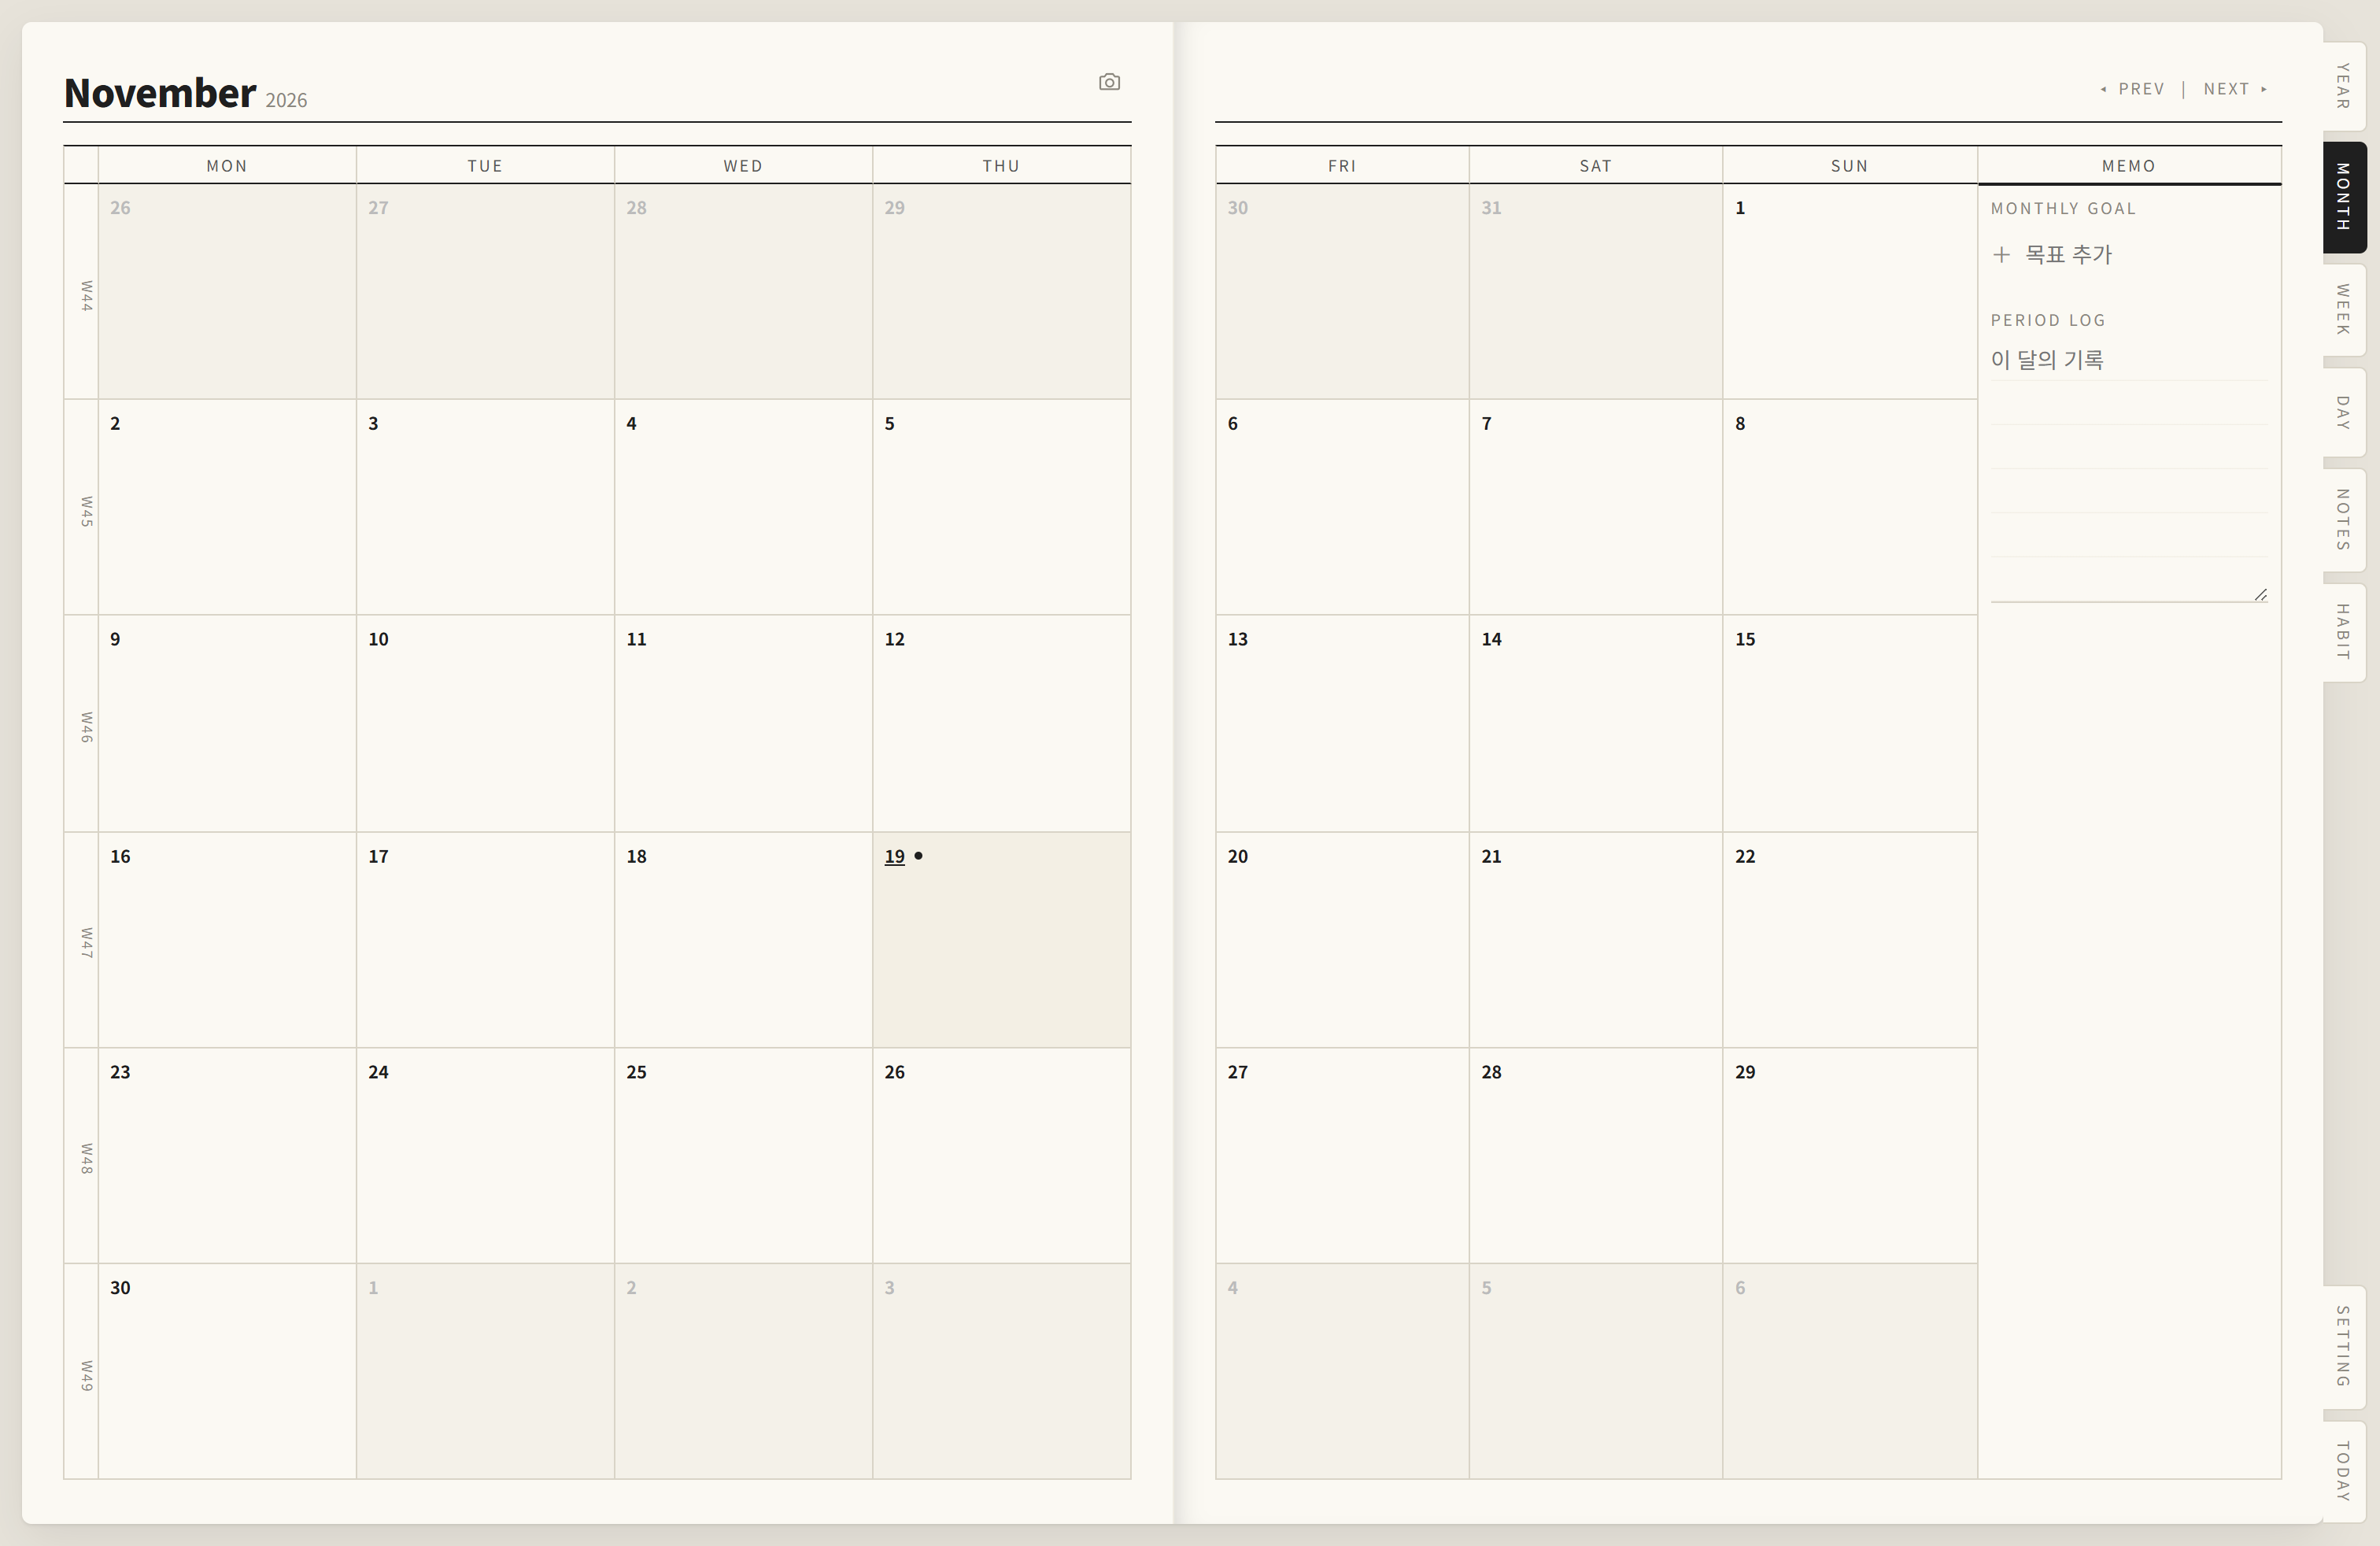 November 2026
◂ PREV | NEXT ▸
MON TUE WED THU FRI SAT SUN MEMO
W44 26 27 28 29 30 31 1
MONTHLY GOAL
+ 목표 추가
PERIOD LOG
이 달의 기록
W45 2 3 4 5 6 7 8
W46 9 10 11 12 13 14 15
W47 16 17 18 19 • 20 21 22
W48 23 24 25 26 27 28 29
W49 30 1 2 3 4 5 6
YEAR
MONTH
WEEK
DAY
NOTES
HABIT
SETTING
TODAY